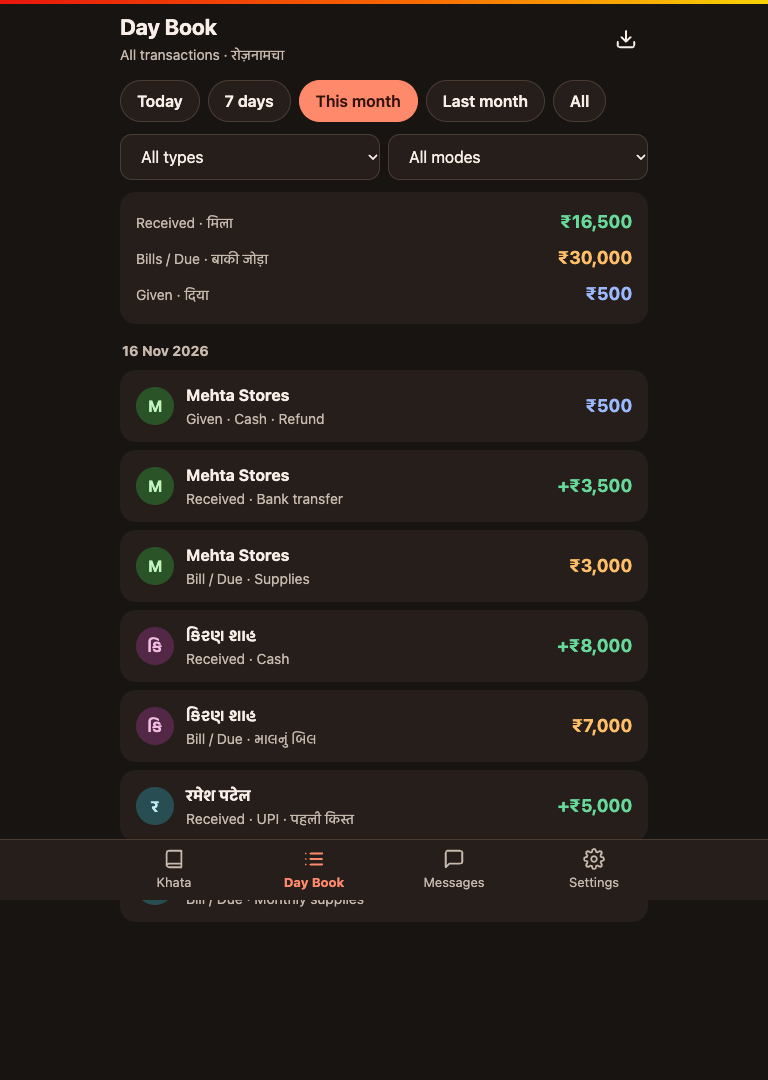 Day Book
All transactions · रोज़नामचा
Today
7 days
This month
Last month
All
All types
All modes
Received · मिला
₹16,500
Bills / Due · बाकी जोड़ा
₹30,000
Given · दिया
₹500
16 Nov 2026
M
Mehta Stores
₹500
Given · Cash · Refund
M
Mehta Stores
+₹3,500
Received · Bank transfer
M
Mehta Stores
₹3,000
Bill / Due · Supplies
કિ
કિરણ શાહ
+₹8,000
Received · Cash
કિ
કિરણ શાહ
₹7,000
Bill / Due · માલનું બિલ
र
रमेश पटेल
+₹5,000
Received · UPI · पहली किस्त
Khata
Day Book
Messages
Settings
Bill / Due · Monthly supplies